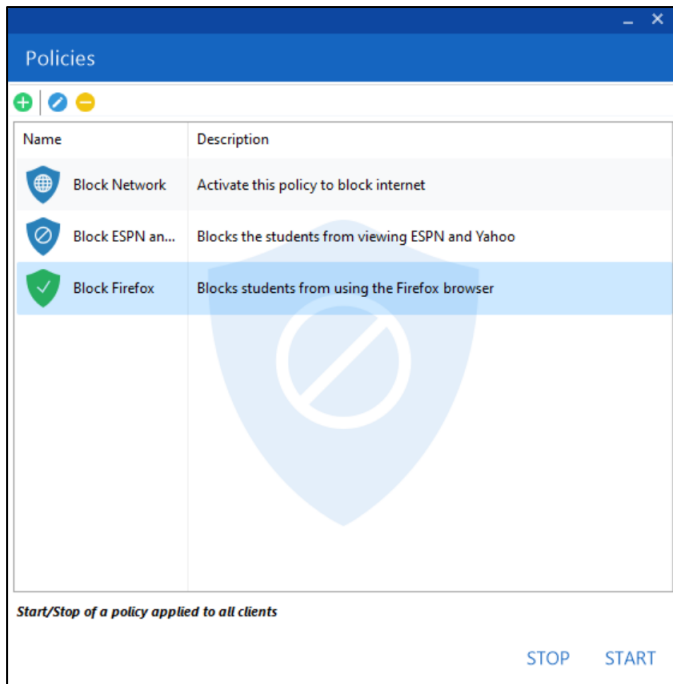 Policies
Name Description
Block Network Activate this policy to block internet
Block ESPN an... Blocks the students from viewing ESPN and Yahoo
Block Firefox Blocks students from using the Firefox browser
Start/Stop of a policy applied to all clients
STOP START